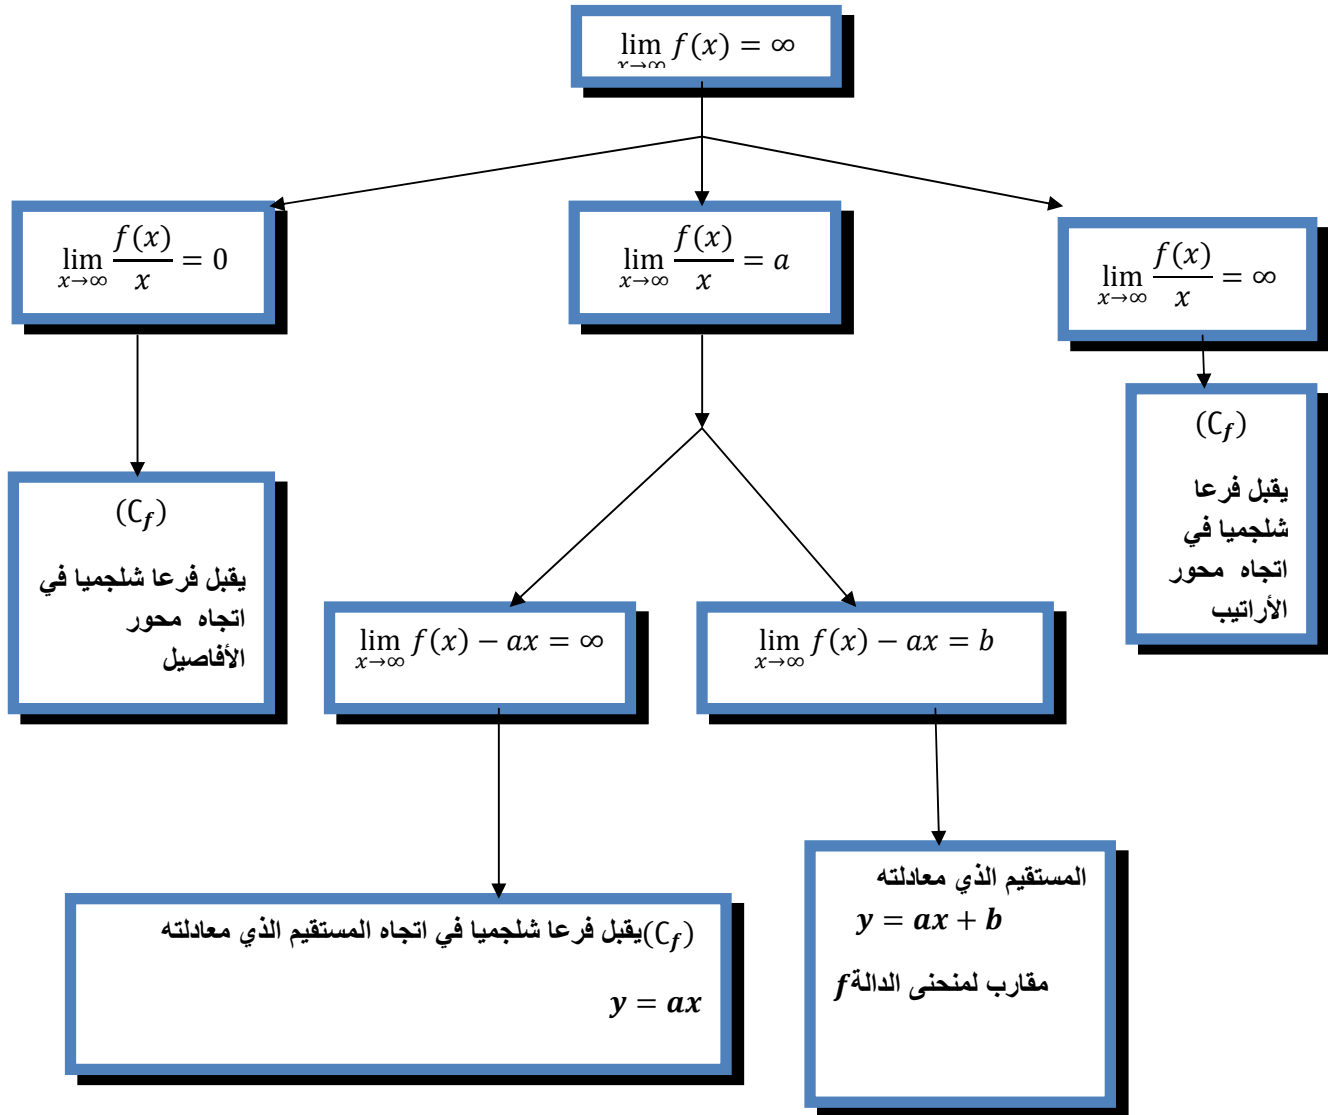 lim f(x) = ∞
x→∞
lim f(x)/x = 0
x→∞
lim f(x)/x = a
x→∞
lim f(x)/x = ∞
x→∞
(C_f)
يقبل فرعا
شلجميا في
اتجاه محور
الأراتيب
(C_f)
يقبل فرعا شلجميا في
اتجاه محور
الأفاصيل
lim f(x) − ax = ∞
x→∞
lim f(x) − ax = b
x→∞
المستقيم الذي معادلته
y = ax + b
مقارب لمنحنى الدالة f
(C_f)يقبل فرعا شلجميا في اتجاه المستقيم الذي معادلته
y = ax